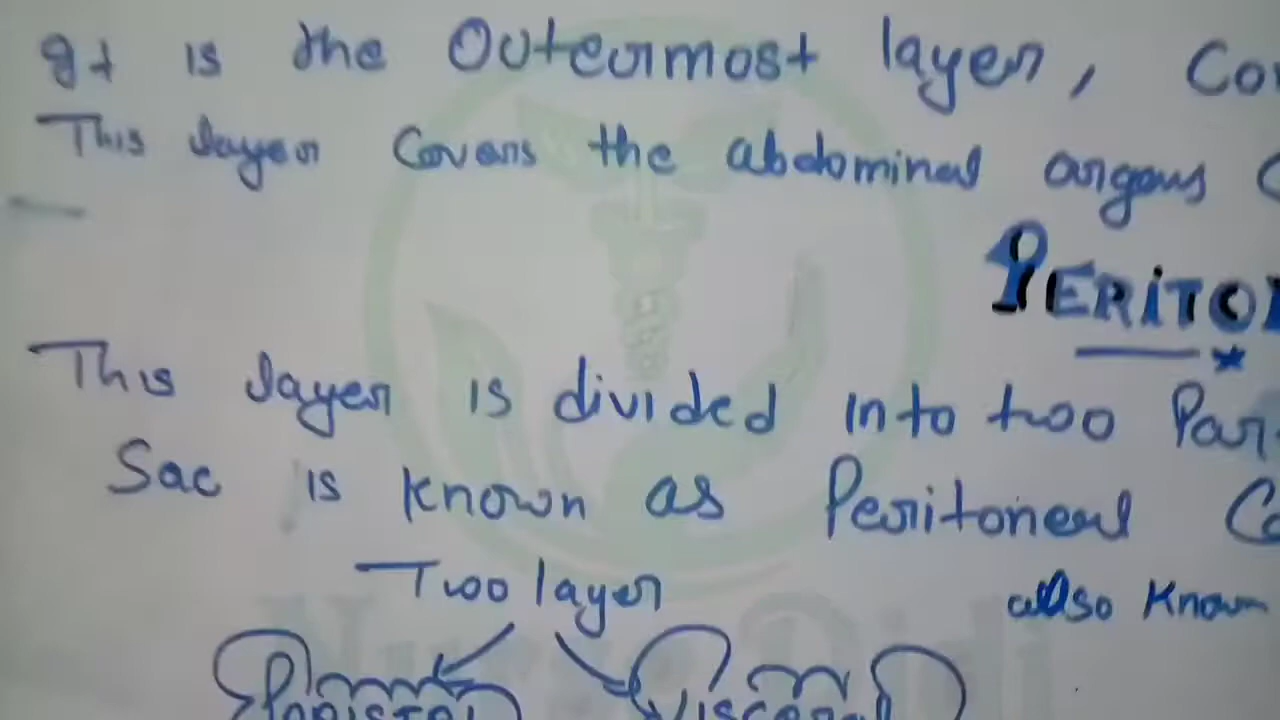 It is the Outermost layer, Co
This layer Covers the abdominal organs
PERITO
This layer is divided into two Par
Sac is known as Peritoneal C
Two layer
also known
Parietal
Visceral